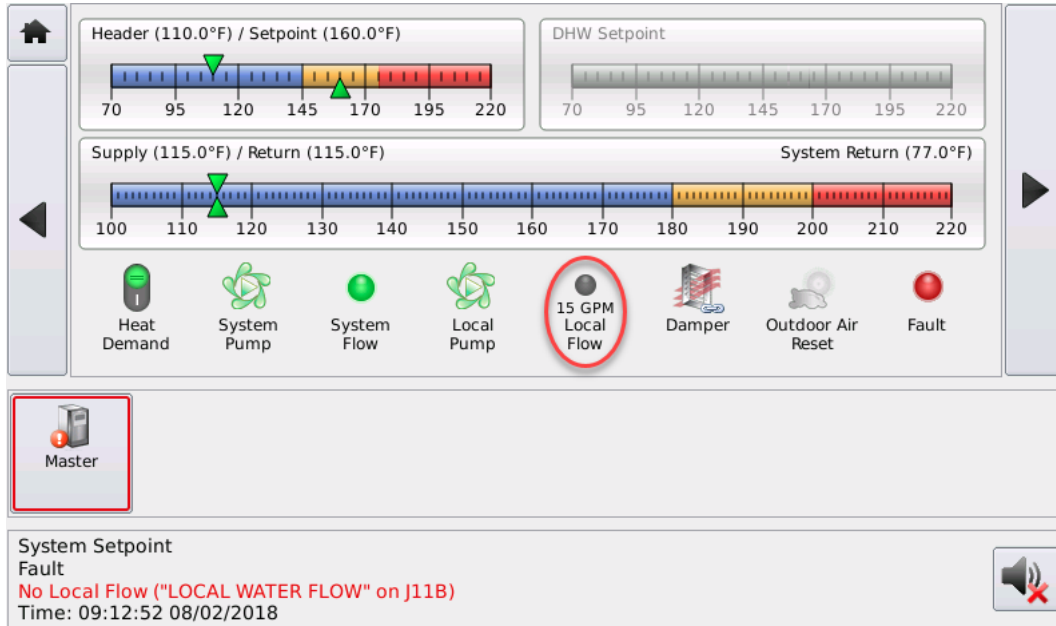 Header (110.0°F) / Setpoint (160.0°F)
70 95 120 145 170 195 220
DHW Setpoint
70 95 120 145 170 195 220
Supply (115.0°F) / Return (115.0°F) System Return (77.0°F)
100 110 120 130 140 150 160 170 180 190 200 210 220
Heat
Demand
System
Pump
System
Flow
Local
Pump
15 GPM
Local
Flow
Damper
Outdoor Air
Reset
Fault
Master
System Setpoint
Fault
No Local Flow ("LOCAL WATER FLOW" on J11B)
Time: 09:12:52 08/02/2018